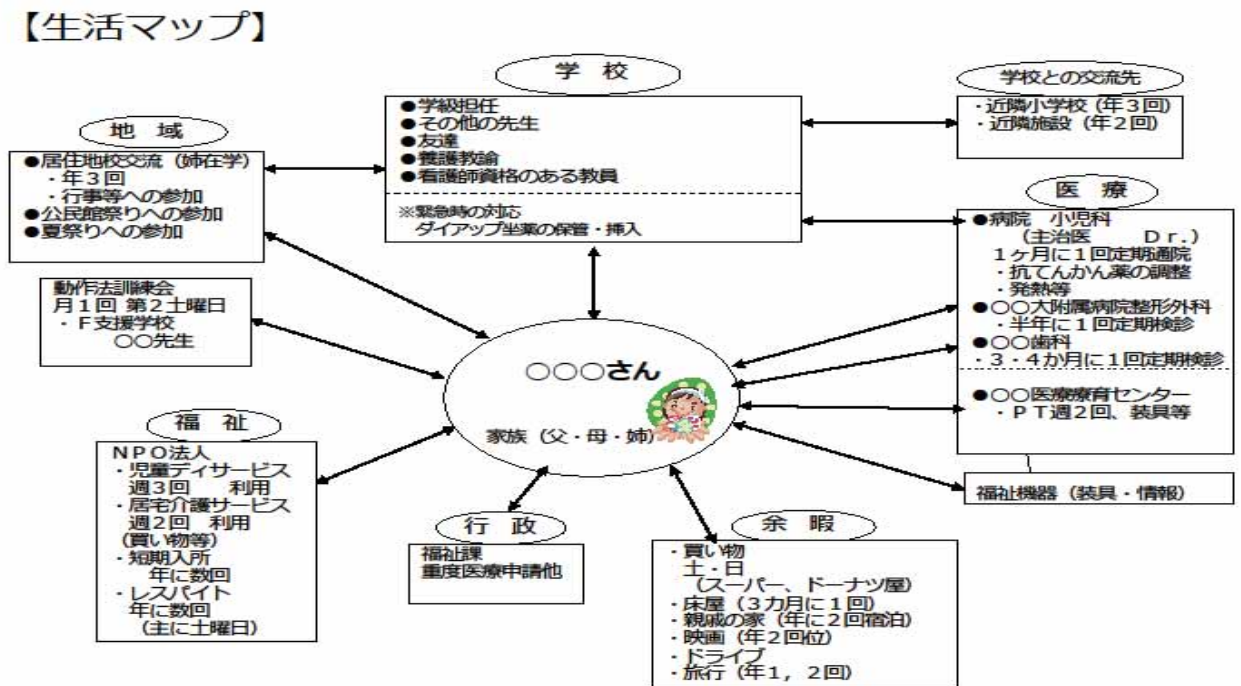 【生活マップ】
学 校
●学級担任
●その他の先生
●友達
●養護教諭
●看護師資格のある教員
※緊急時の対応
ダイアップ坐薬の保管・挿入
学校との交流先
・近隣小学校（年３回）
・近隣施設（年２回）
地 域
●居住地校交流（姉在学）
・年３回
・行事等への参加
●公民館祭りへの参加
●夏祭りへの参加
医 療
●病院 小児科
（主治医 Ｄｒ.）
１ヶ月に１回定期通院
・抗てんかん薬の調整
・発熱等
●〇〇大附属病院整形外科
・半年に１回定期検診
●〇〇歯科
・３・４か月に１回定期検診
●〇〇医療療育センター
・ＰＴ週２回、装具等
動作法訓練会
月１回 第２土曜日
・Ｆ支援学校
〇〇先生
〇〇〇さん
家族（父・母・姉）
福 祉
ＮＰＯ法人
・児童ディサービス
週３回 利用
・居宅介護サービス
週２回 利用
（買い物等）
・短期入所
年に数回
・レスパイト
年に数回
（主に土曜日）
福祉機器（装具・情報）
行 政
福祉課
重度医療申請他
余 暇
・買い物
土・日
（スーパー、ドーナツ屋）
・床屋（３カ月に１回）
・親戚の家（年に２回宿泊）
・映画（年２回位）
・ドライブ
・旅行（年１，２回）